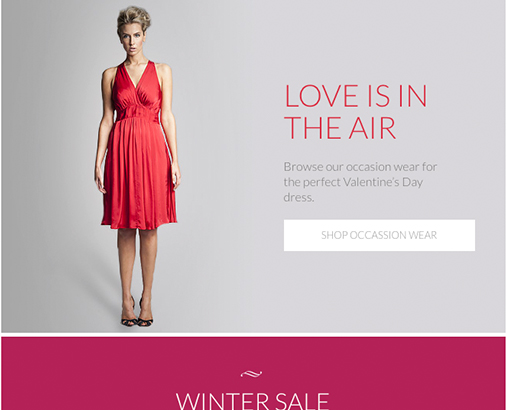 LOVE IS IN
THE AIR
Browse our occasion wear for
the perfect Valentine's Day
dress.
SHOP OCCASSION WEAR
WINTER SALE